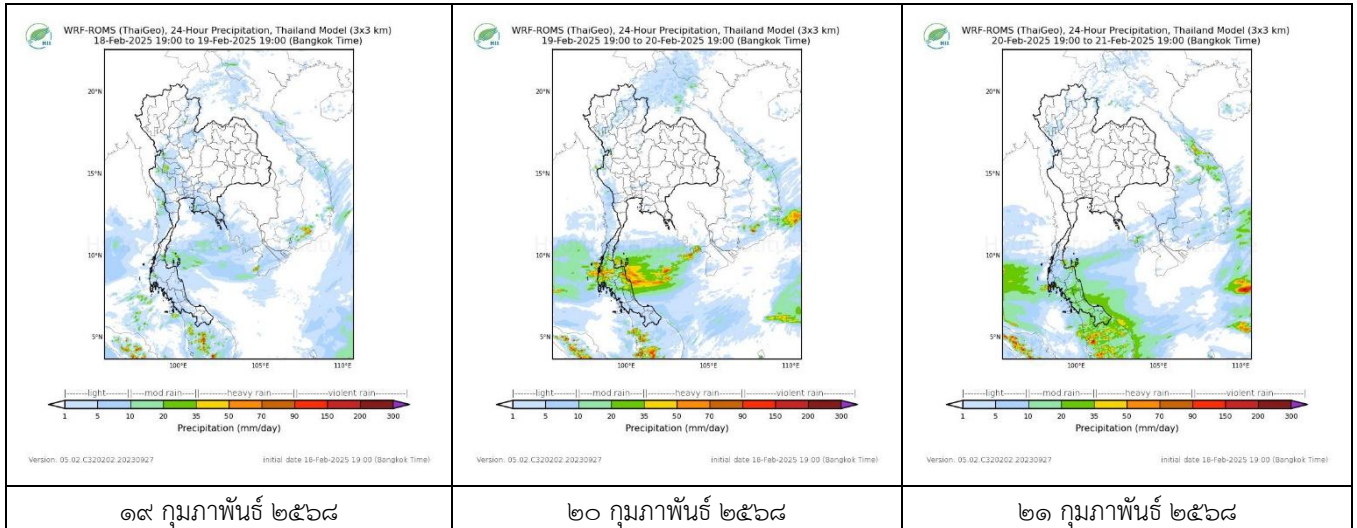 WRF-ROMS (ThaiGeo), 24-Hour Precipitation, Thailand Model (3x3 km)
18-Feb-2025 19:00 to 19-Feb-2025 19:00 (Bangkok Time)
20°N
15°N
10°N
5°N
100°E 105°E 110°E
light mod rain heavy rain violent rain
1 5 10 20 35 50 70 90 150 200 300
Precipitation (mm/day)
Version. 05.02.C320202.20230927 initial date 18-Feb-2025 19:00 (Bangkok Time)
๑๙ กุมภาพันธ์ ๒๕๖๘
WRF-ROMS (ThaiGeo), 24-Hour Precipitation, Thailand Model (3x3 km)
19-Feb-2025 19:00 to 20-Feb-2025 19:00 (Bangkok Time)
20°N
15°N
10°N
5°N
100°E 105°E 110°E
light mod rain heavy rain violent rain
1 5 10 20 35 50 70 90 150 200 300
Precipitation (mm/day)
Version. 05.02.C320202.20230927 initial date 18-Feb-2025 19:00 (Bangkok Time)
๒๐ กุมภาพันธ์ ๒๕๖๘
WRF-ROMS (ThaiGeo), 24-Hour Precipitation, Thailand Model (3x3 km)
20-Feb-2025 19:00 to 21-Feb-2025 19:00 (Bangkok Time)
20°N
15°N
10°N
5°N
100°E 105°E 110°E
light mod rain heavy rain violent rain
1 5 10 20 35 50 70 90 150 200 300
Precipitation (mm/day)
Version. 05.02.C320202.20230927 initial date 18-Feb-2025 19:00 (Bangkok Time)
๒๑ กุมภาพันธ์ ๒๕๖๘